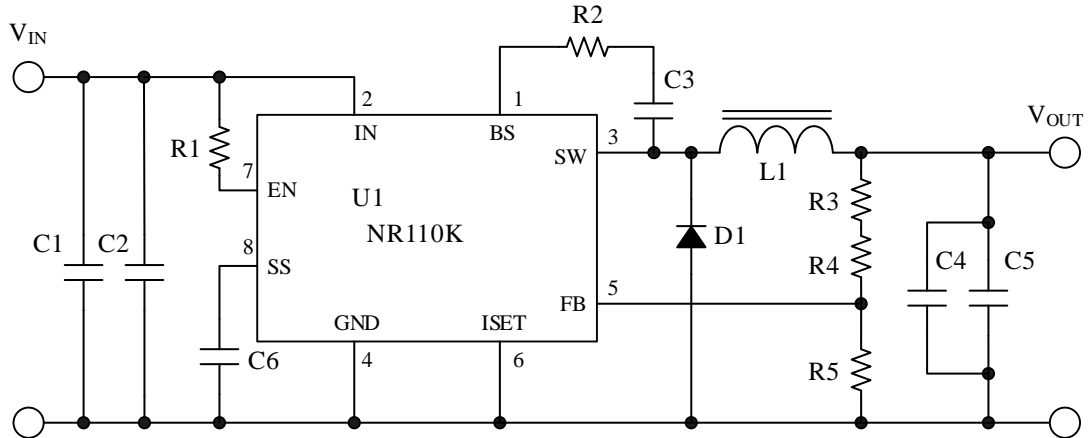 R2
VIN
C3
2
1
VOUT
IN
BS
3
R1
SW
7
L1
EN
U1
R3
NR110K
D1
C1
C2
8
R4
C4
C5
SS
5
FB
GND
ISET
C6
4
6
R5